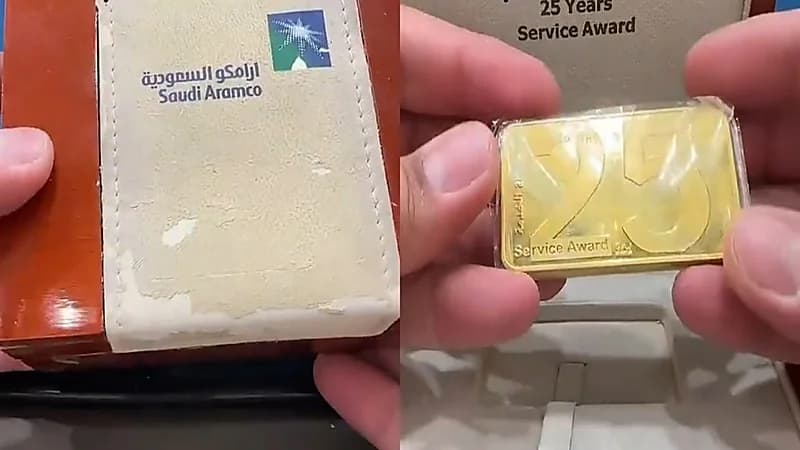 ارامكو السعودية
Saudi Aramco
25 Years
Service Award
25
Service Award